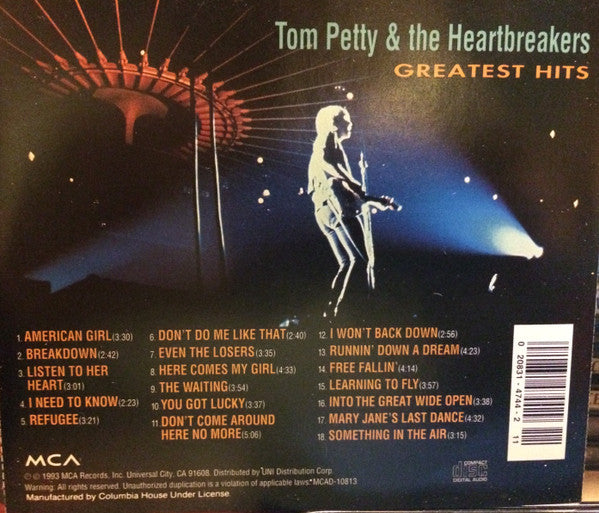 Tom Petty & the Heartbreakers
GREATEST HITS
1. AMERICAN GIRL(3:30)
2. BREAKDOWN(2:42)
3. LISTEN TO HER
HEART(3:01)
4. I NEED TO KNOW(2:23)
5. REFUGEE(3:21)
6. DON'T DO ME LIKE THAT(2:40)
7. EVEN THE LOSERS(3:35)
8. HERE COMES MY GIRL(4:33)
9. THE WAITING(3:54)
10. YOU GOT LUCKY(3:37)
11. DON'T COME AROUND
HERE NO MORE(5:06)
12. I WON'T BACK DOWN(2:56)
13. RUNNIN' DOWN A DREAM(4:23)
14. FREE FALLIN'(4:14)
15. LEARNING TO FLY(3:57)
16. INTO THE GREAT WIDE OPEN(3:38)
17. MARY JANE'S LAST DANCE(4:32)
18. SOMETHING IN THE AIR(3:15)
0 20831 4744 2 11
MCA
℗ © 1993 MCA Records, Inc. Universal City, CA 91608. Distributed by UNI Distribution Corp.
Warning: All rights reserved. Unauthorized duplication is a violation of applicable laws. MCAD-10813
Manufactured by Columbia House Under License.
COMPACT
disc
DIGITAL AUDIO